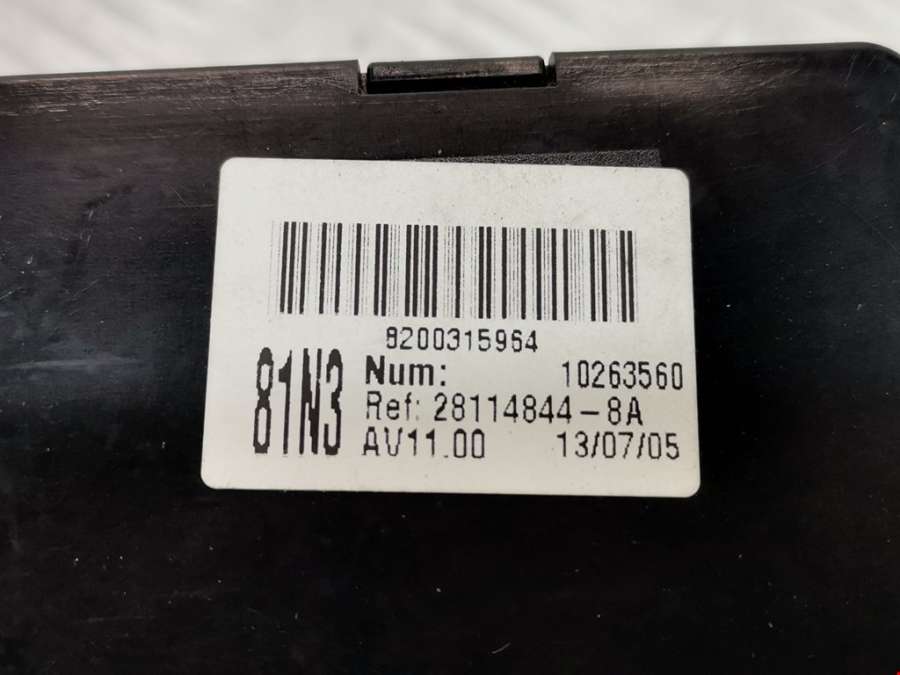 8200315964
81N3
Num: 10263560
Ref: 28114844-8A
AV11.00 13/07/05